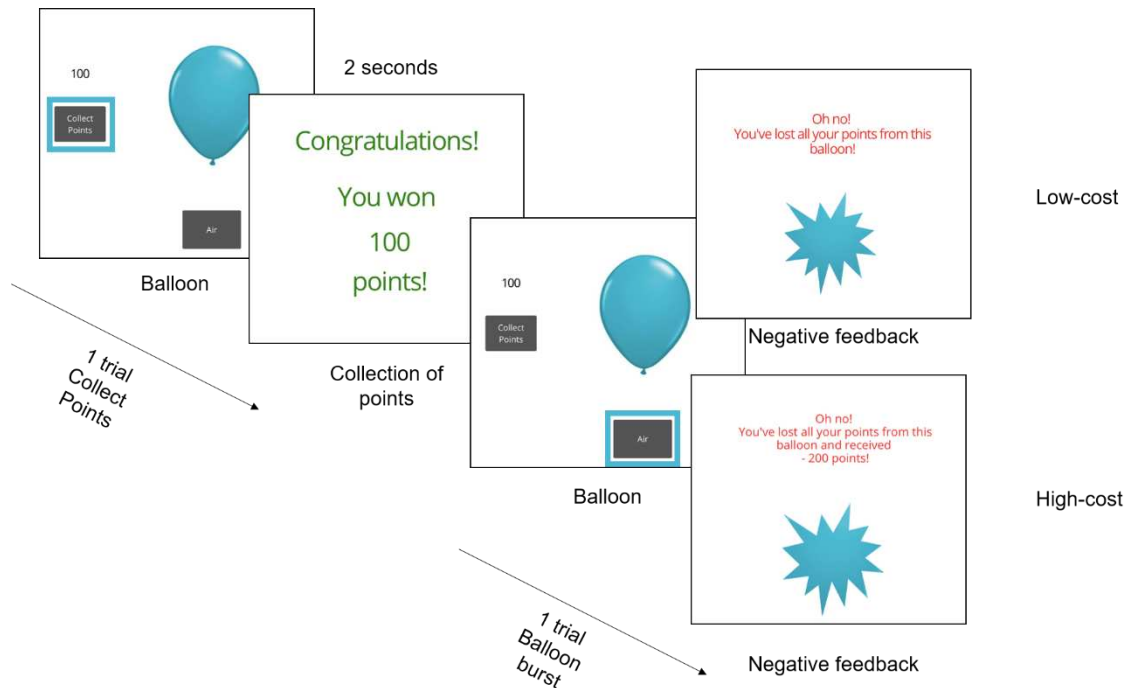 100
Collect
Points
Air
Balloon
1 trial
Collect
Points
2 seconds
Congratulations!
You won
100
points!
Collection of
points
100
Collect
Points
Air
Balloon
1 trial
Balloon
burst
Oh no!
You've lost all your points from this
balloon!
Negative feedback
Low-cost
Oh no!
You've lost all your points from this
balloon and received
- 200 points!
Negative feedback
High-cost